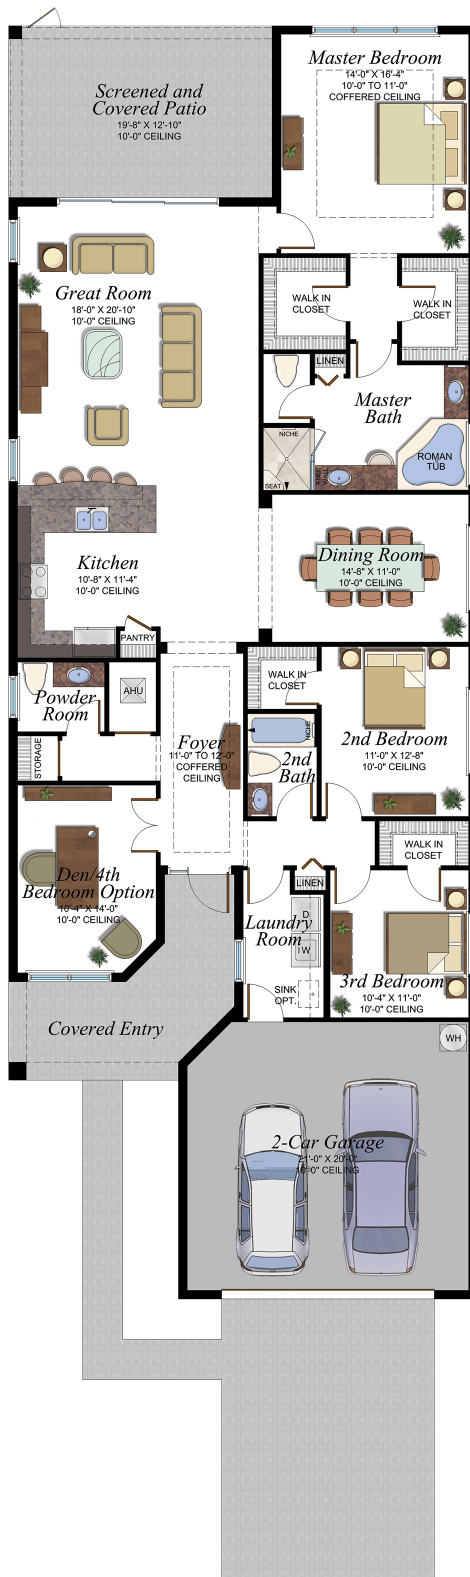 Master Bedroom
14'-0" X 16'-4"
10'-0" TO 11'-0"
COFFERED CEILING
Screened and
Covered Patio
19'-8" X 12'-10"
10'-0" CEILING
Great Room
18'-0" X 20'-10"
10'-0" CEILING
WALK IN
CLOSET
WALK IN
CLOSET
LINEN
Master
Bath
NICHE
SEAT
KNEE
WALL
ROMAN
TUB
Kitchen
10'-8" X 11'-4"
10'-0" CEILING
Dining Room
14'-8" X 11'-0"
10'-0" CEILING
PANTRY
Powder
Room
AHU
STORAGE
WALK IN
CLOSET
Foyer
11'-0" TO 12'-0"
COFFERED
CEILING
NICHE
2nd
Bath
2nd Bedroom
11'-0" X 12'-8"
10'-0" CEILING
Den/4th
Bedroom Option
10'-4" X 14'-0"
10'-0" CEILING
WALK IN
CLOSET
LINEN
Laundry
Room
D
W
SINK
OPT.
3rd Bedroom
10'-4" X 11'-0"
10'-0" CEILING
Covered Entry
WH
2-Car Garage
21'-0" X 20'-0"
10'-0" CEILING